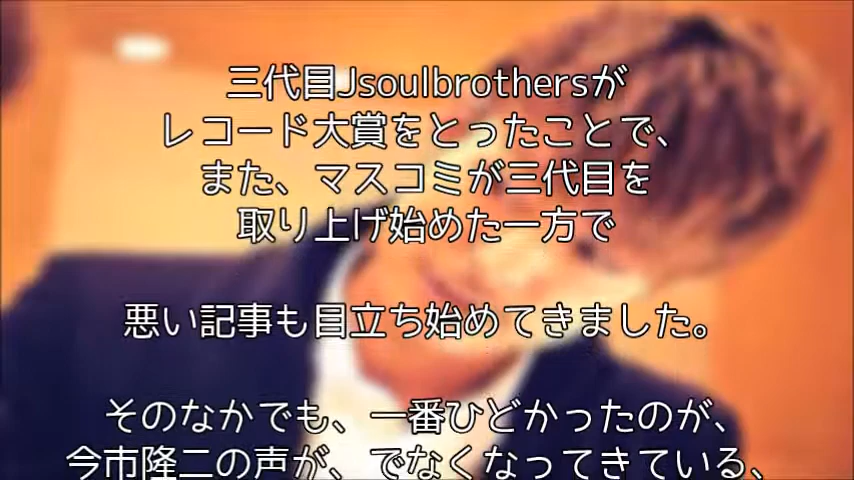 三代目Jsoulbrothersが
レコード大賞をとったことで、
また、マスコミが三代目を
取り上げ始めた一方で
悪い記事も目立ち始めてきました。
そのなかでも、一番ひどかったのが、
今市隆二の声が、でなくなってきている、